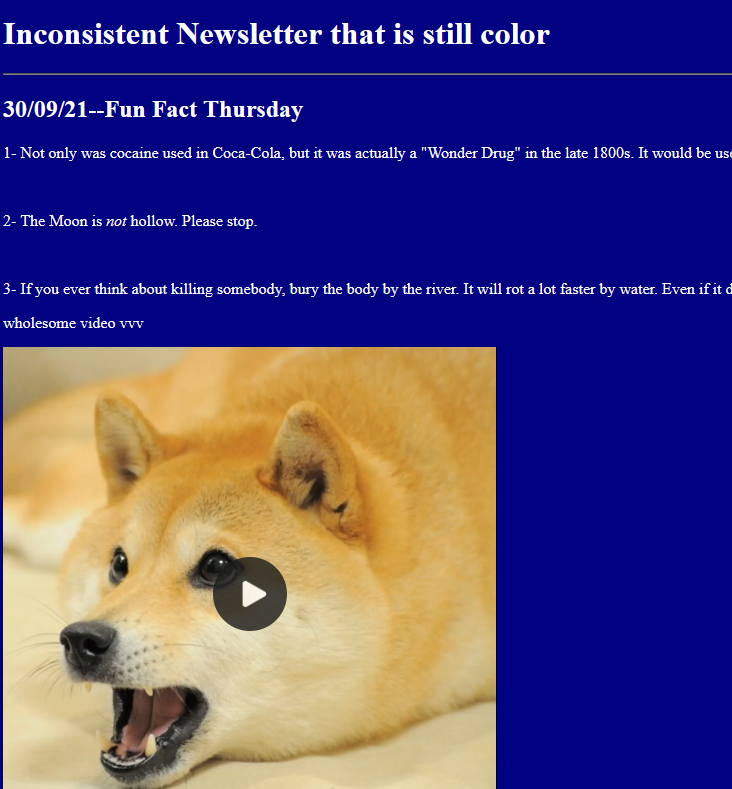 Inconsistent Newsletter that is still color
30/09/21--Fun Fact Thursday
1- Not only was cocaine used in Coca-Cola, but it was actually a "Wonder Drug" in the late 1800s. It would be
2- The Moon is not hollow. Please stop.
3- If you ever think about killing somebody, bury the body by the river. It will rot a lot faster by water. Even if it
wholesome video vvv